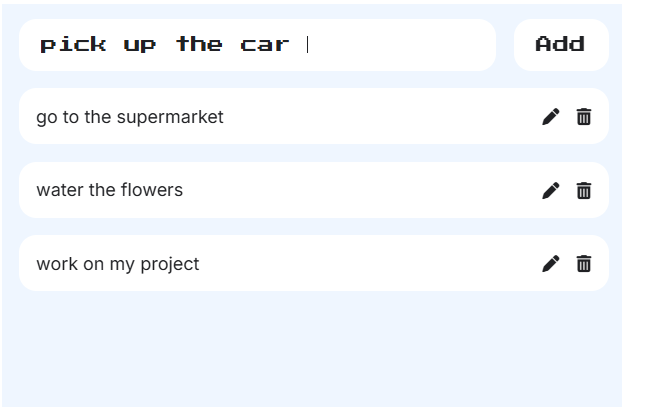 pick up the car
Add
go to the supermarket
water the flowers
work on my project